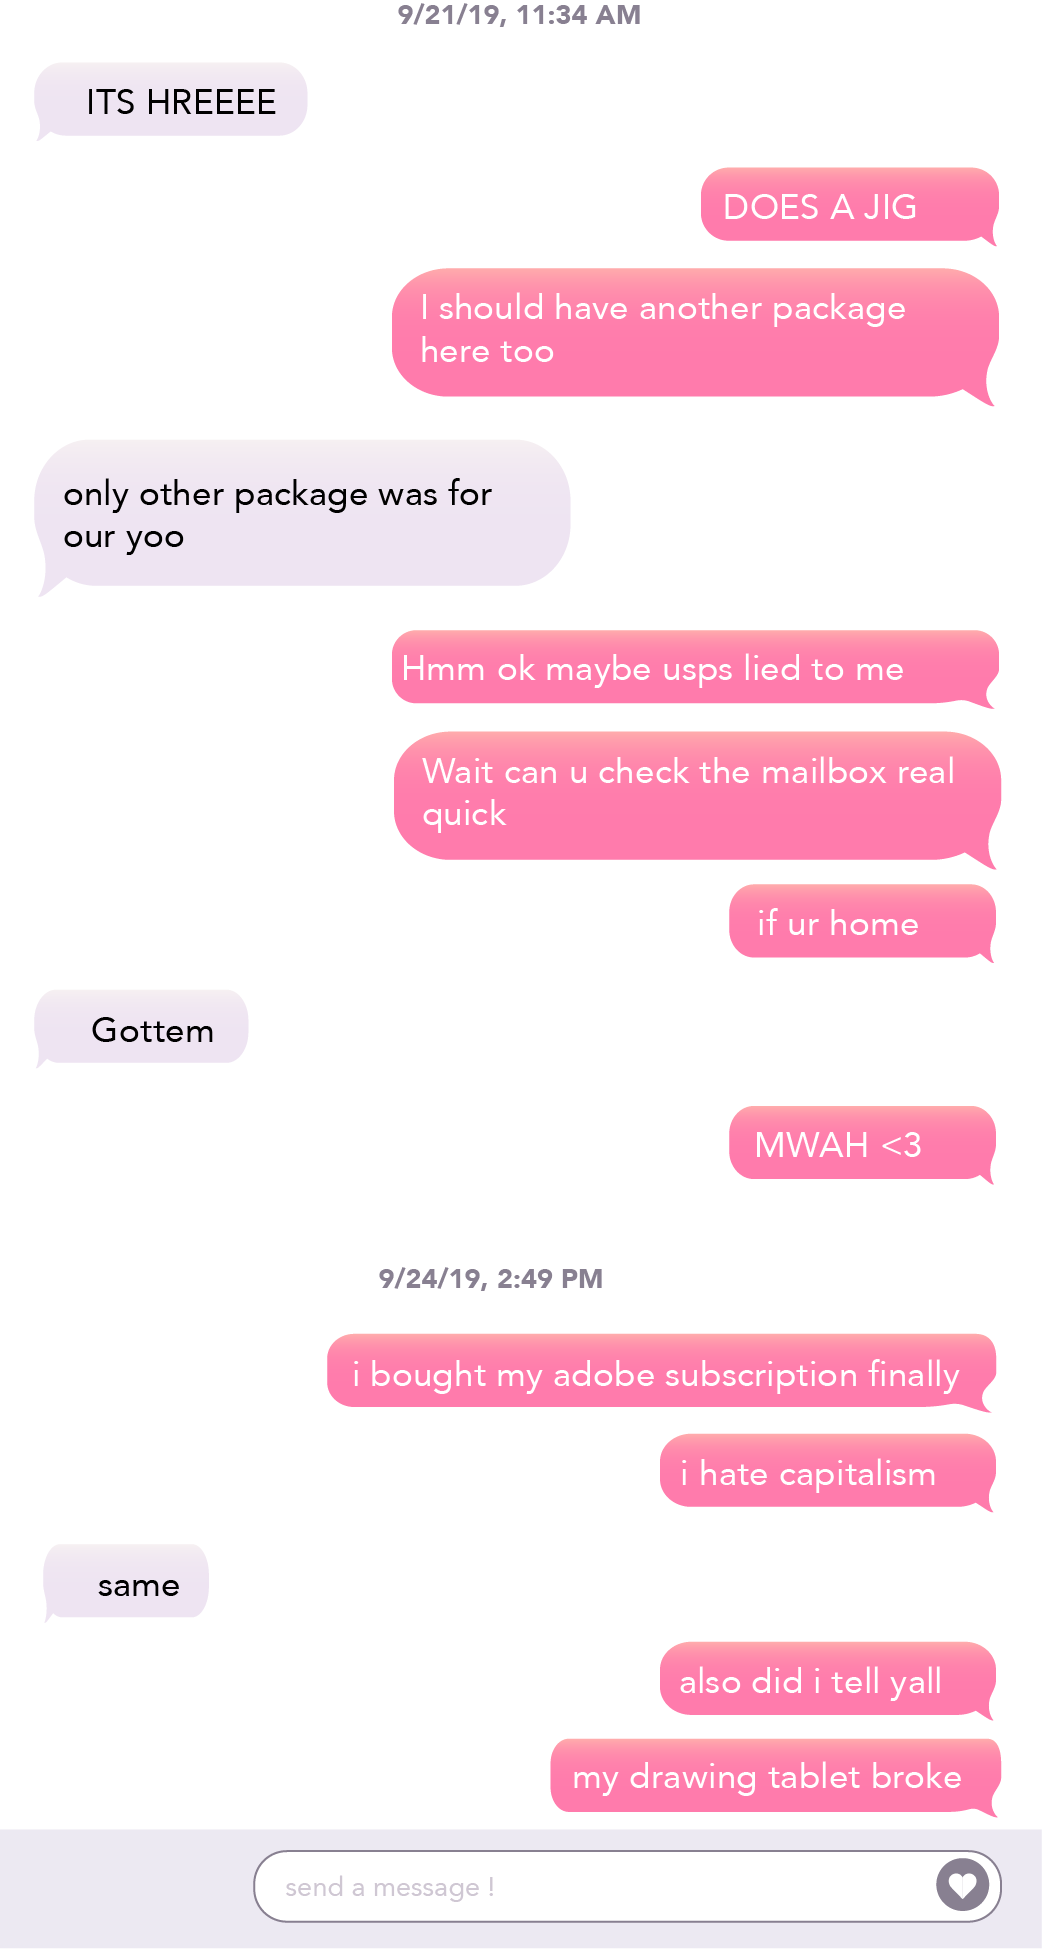 9/21/19, 11:34 AM
ITS HREEEE
DOES A JIG
I should have another package
here too
only other package was for
our yoo
Hmm ok maybe usps lied to me
Wait can u check the mailbox real
quick
if ur home
Gottem
MWAH <3
9/24/19, 2:49 PM
i bought my adobe subscription finally
i hate capitalism
same
also did i tell yall
my drawing tablet broke
send a message !